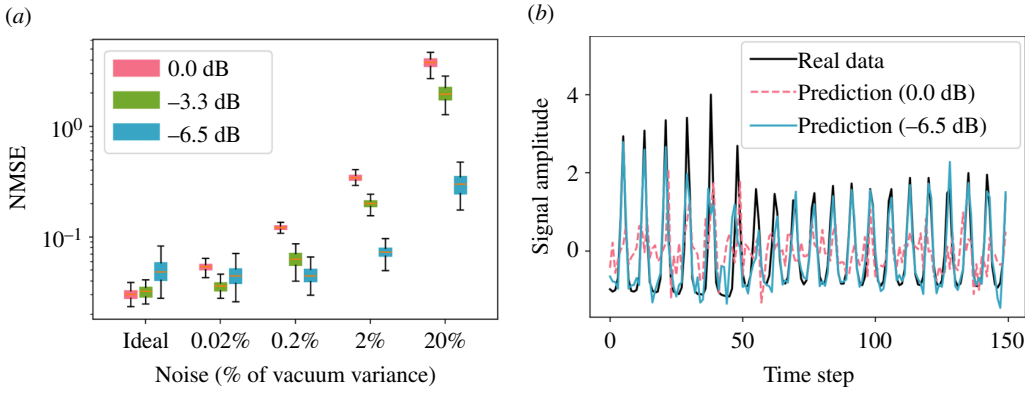 (a)
NMSE
10⁰
10⁻¹
0.0 dB
–3.3 dB
–6.5 dB
Ideal 0.02% 0.2% 2% 20%
Noise (% of vacuum variance)
(b)
Signal amplitude
4
2
0
Real data
Prediction (0.0 dB)
Prediction (–6.5 dB)
0 50 100 150
Time step